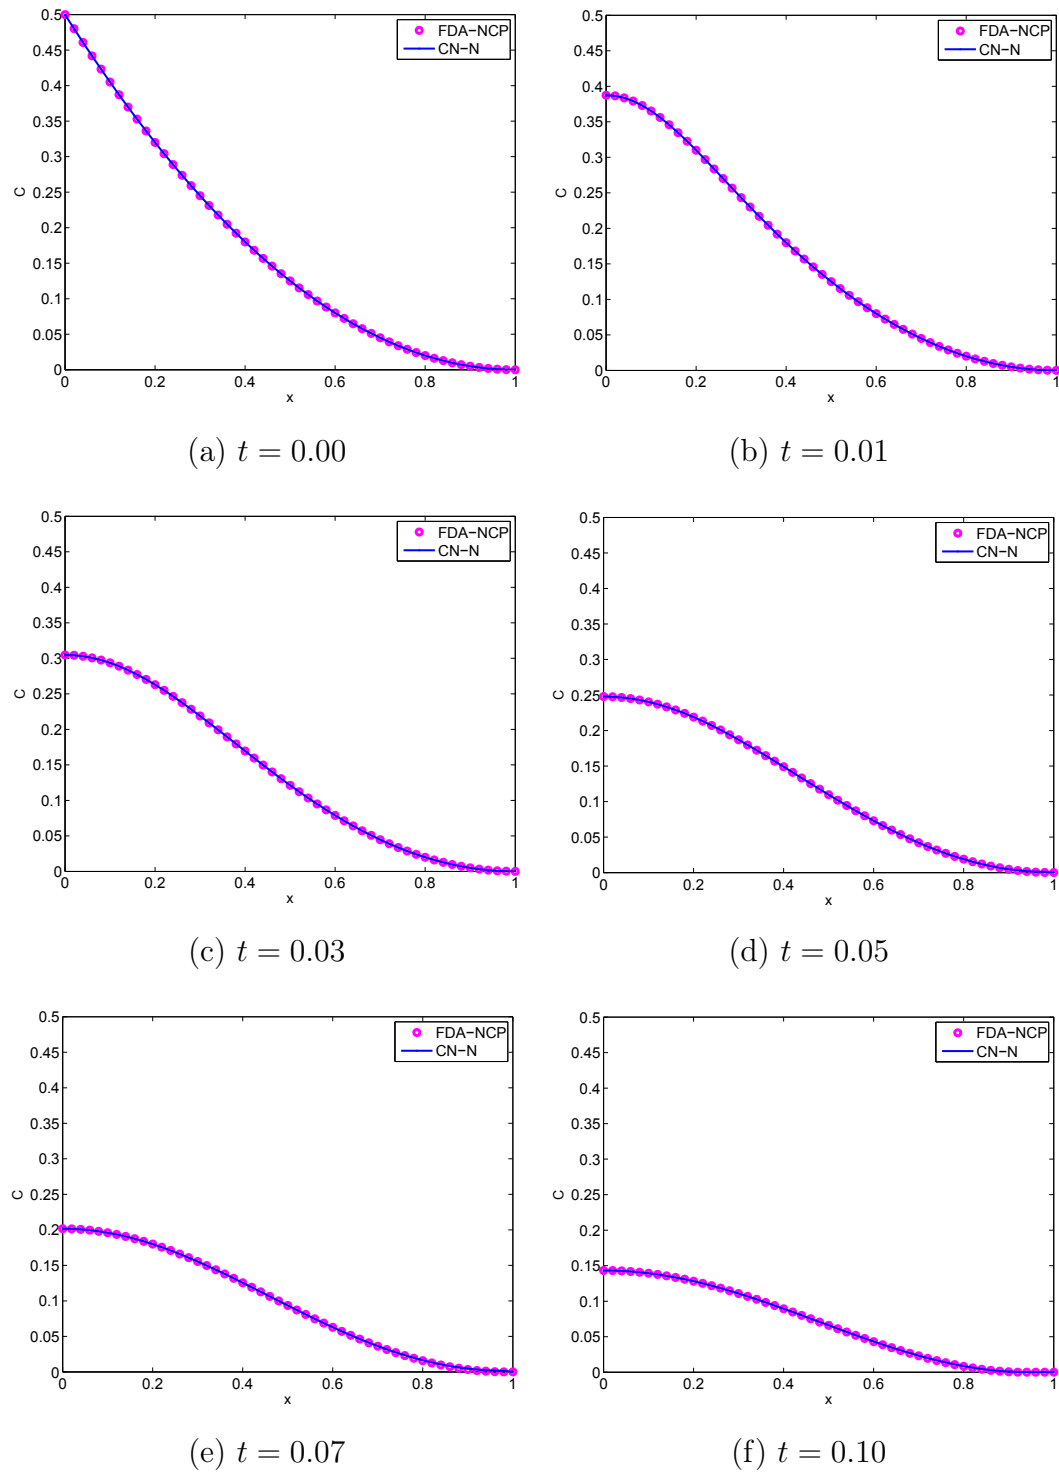 0.5
0.45
0.4
0.35
0.3
0.25
0.2
0.15
0.1
0.05
0
C
FDA-NCP
CN-N
0 0.2 0.4 0.6 0.8 1
x
(a) t = 0.00
0.5
0.45
0.4
0.35
0.3
0.25
0.2
0.15
0.1
0.05
0
C
FDA-NCP
CN-N
0 0.2 0.4 0.6 0.8 1
x
(b) t = 0.01
0.5
0.45
0.4
0.35
0.3
0.25
0.2
0.15
0.1
0.05
0
C
FDA-NCP
CN-N
0 0.2 0.4 0.6 0.8 1
x
(c) t = 0.03
0.5
0.45
0.4
0.35
0.3
0.25
0.2
0.15
0.1
0.05
0
C
FDA-NCP
CN-N
0 0.2 0.4 0.6 0.8 1
x
(d) t = 0.05
0.5
0.45
0.4
0.35
0.3
0.25
0.2
0.15
0.1
0.05
0
C
FDA-NCP
CN-N
0 0.2 0.4 0.6 0.8 1
x
(e) t = 0.07
0.5
0.45
0.4
0.35
0.3
0.25
0.2
0.15
0.1
0.05
0
C
FDA-NCP
CN-N
0 0.2 0.4 0.6 0.8 1
x
(f) t = 0.10